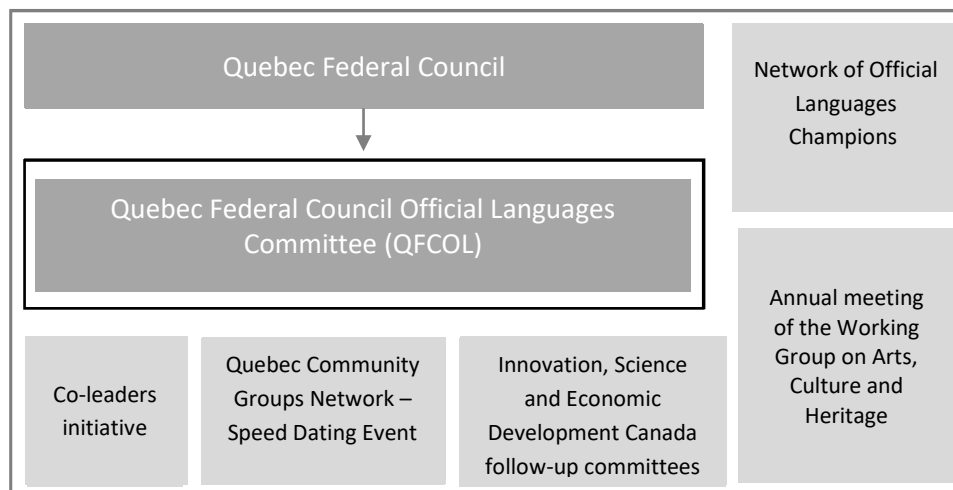 Quebec Federal Council
Network of Official
Languages
Champions
Quebec Federal Council Official Languages
Committee (QFCOL)
Annual meeting
of the Working
Group on Arts,
Culture and
Heritage
Co-leaders
initiative
Quebec Community
Groups Network –
Speed Dating Event
Innovation, Science
and Economic
Development Canada
follow-up committees